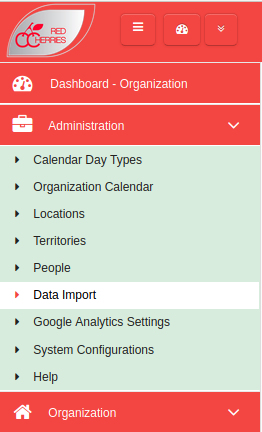 RED
CHERRIES
Dashboard - Organization
Administration
Calendar Day Types
Organization Calendar
Locations
Territories
People
Data Import
Google Analytics Settings
System Configurations
Help
Organization